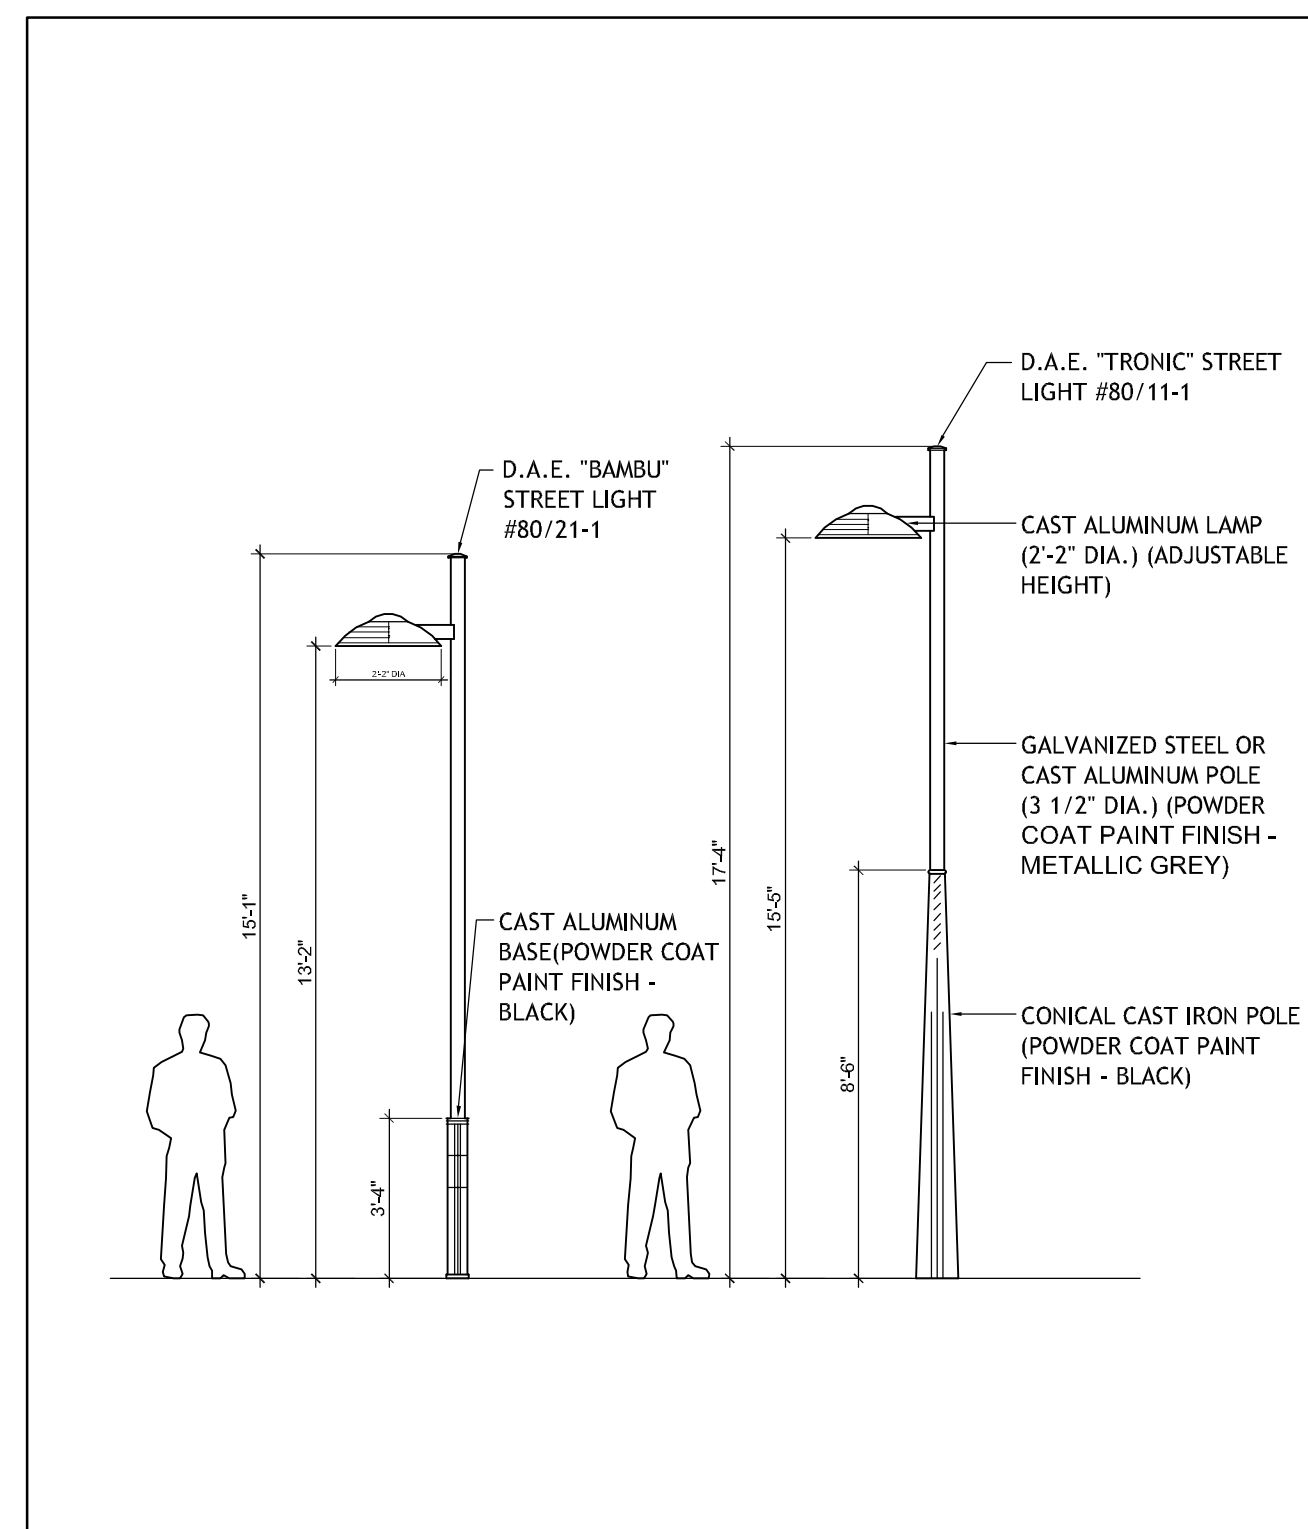 D.A.E. "TRONIC" STREET
LIGHT #80/11-1
D.A.E. "BAMBU"
STREET LIGHT
#80/21-1
CAST ALUMINUM LAMP
(2'-2" DIA.) (ADJUSTABLE
HEIGHT)
2'-2" DIA
GALVANIZED STEEL OR
CAST ALUMINUM POLE
(3 1/2" DIA.) (POWDER
COAT PAINT FINISH -
METALLIC GREY)
17'-4"
15'-5"
15'-1"
13'-2"
CAST ALUMINUM
BASE(POWDER COAT
PAINT FINISH -
BLACK)
CONICAL CAST IRON POLE
(POWDER COAT PAINT
FINISH - BLACK)
8'-6"
3'-4"